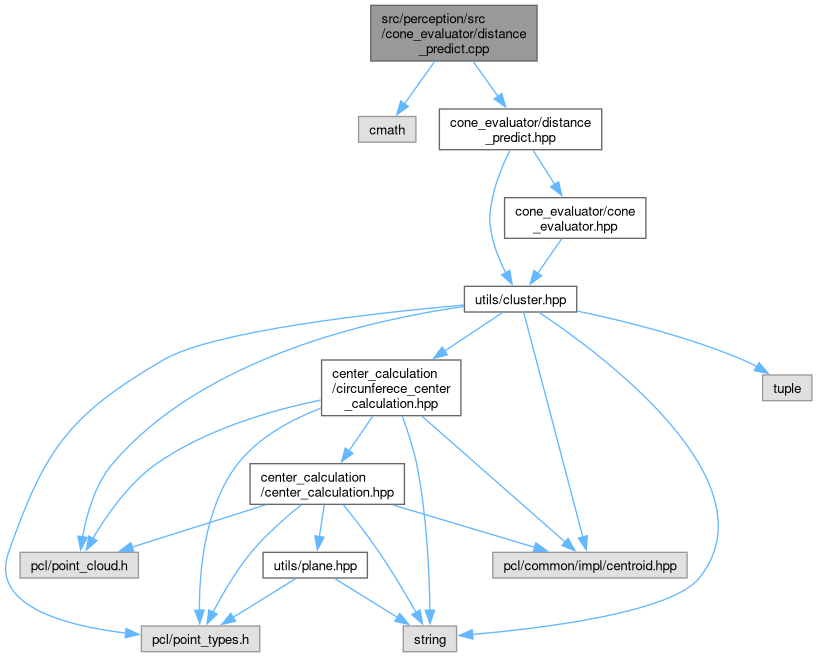 src/perception/src
/cone_evaluator/distance
_predict.cpp
cmath
cone_evaluator/distance
_predict.hpp
cone_evaluator/cone
_evaluator.hpp
utils/cluster.hpp
center_calculation
/circunferece_center
_calculation.hpp
tuple
center_calculation
/center_calculation.hpp
pcl/point_cloud.h
utils/plane.hpp
pcl/common/impl/centroid.hpp
pcl/point_types.h
string